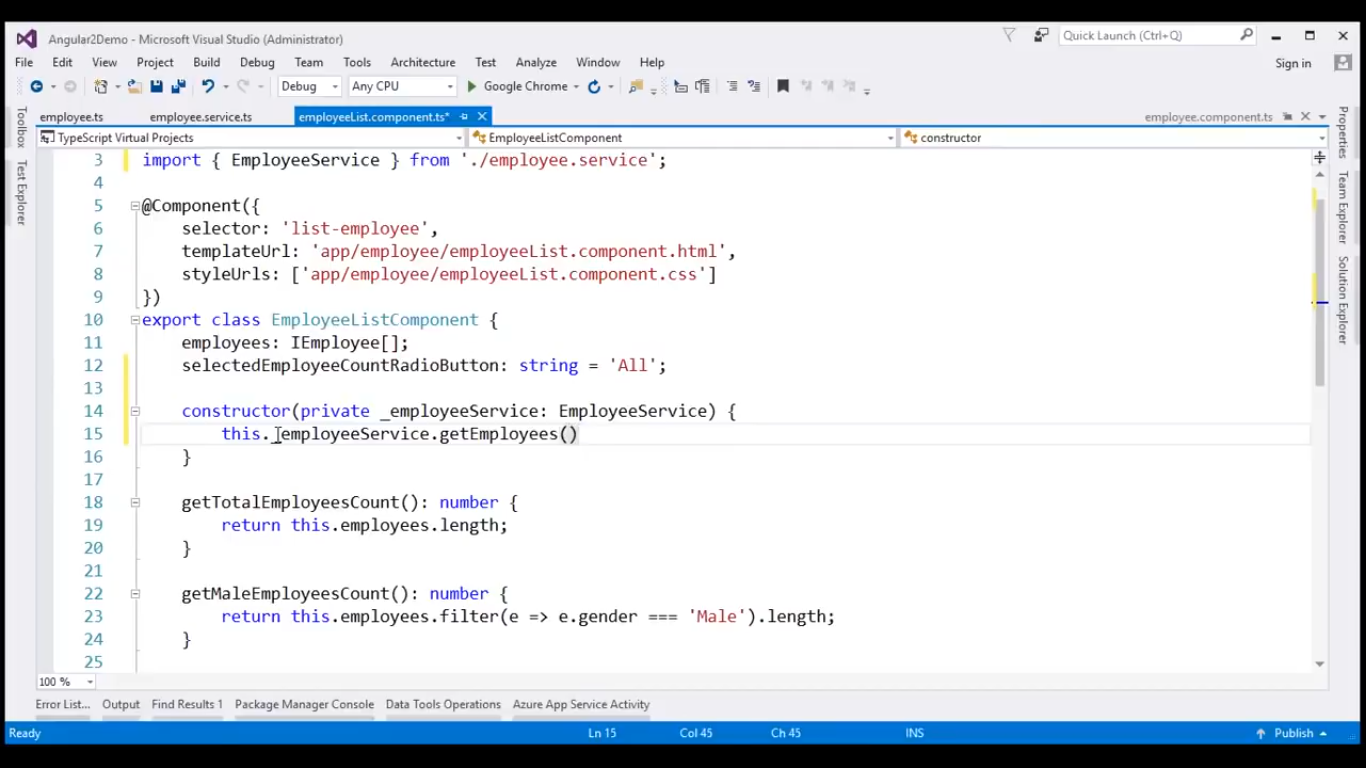 Angular2Demo - Microsoft Visual Studio (Administrator)
Quick Launch (Ctrl+Q)
File Edit View Project Build Debug Team Tools Architecture Test Analyze Window Help
Sign in
Debug Any CPU Google Chrome
employee.ts employee.service.ts employeeList.component.ts* employee.component.ts
TypeScript Virtual Projects EmployeeListComponent constructor
Toolbox
Test Explorer
3 import { EmployeeService } from './employee.service';
4
5 @Component({
6 selector: 'list-employee',
7 templateUrl: 'app/employee/employeeList.component.html',
8 styleUrls: ['app/employee/employeeList.component.css']
9 })
10 export class EmployeeListComponent {
11 employees: IEmployee[];
12 selectedEmployeeCountRadioButton: string = 'All';
13
14 constructor(private _employeeService: EmployeeService) {
15 this._employeeService.getEmployees()
16 }
17
18 getTotalEmployeesCount(): number {
19 return this.employees.length;
20 }
21
22 getMaleEmployeesCount(): number {
23 return this.employees.filter(e => e.gender === 'Male').length;
24 }
25
Properties
Team Explorer
Solution Explorer
100 %
Error List... Output Find Results 1 Package Manager Console Data Tools Operations Azure App Service Activity
Ready Ln 15 Col 45 Ch 45 INS Publish